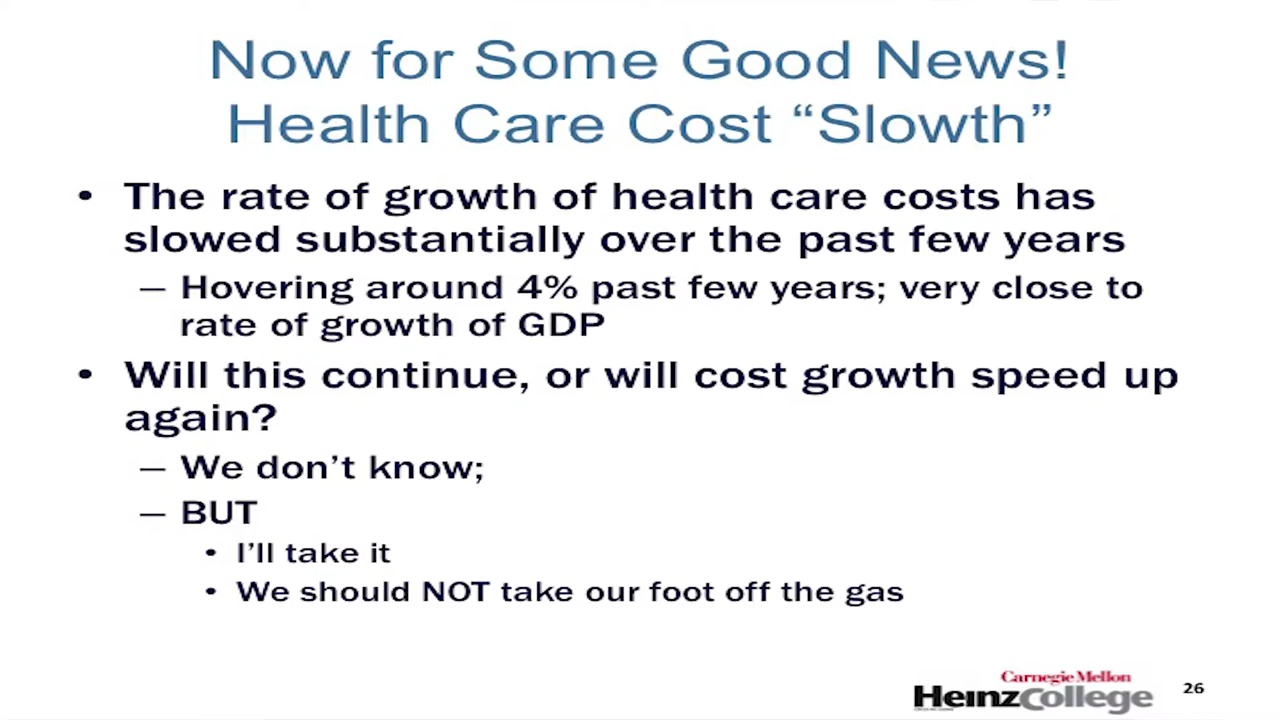 Now for Some Good News!
Health Care Cost “Slowth”
• The rate of growth of health care costs has
slowed substantially over the past few years
— Hovering around 4% past few years; very close to
rate of growth of GDP
• Will this continue, or will cost growth speed up
again?
— We don’t know;
— BUT
• I’ll take it
• We should NOT take our foot off the gas
Carnegie Mellon
HeinzCollege
26